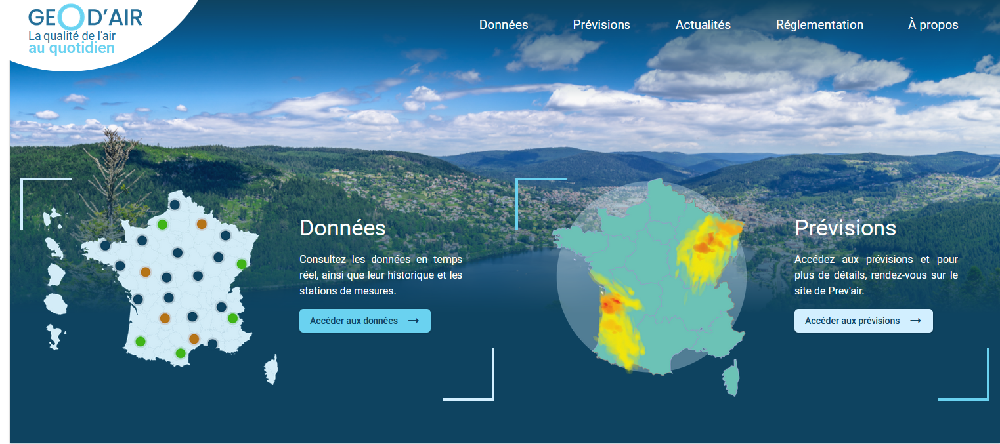 GEOD'AIR
La qualité de l'air
au quotidien
Données
Prévisions
Actualités
Réglementation
À propos
Données
Consultez les données en temps
réel, ainsi que leur historique et les
stations de mesures.
Accéder aux données
Prévisions
Accédez aux prévisions et pour
plus de détails, rendez-vous sur le
site de Prev'air.
Accéder aux prévisions